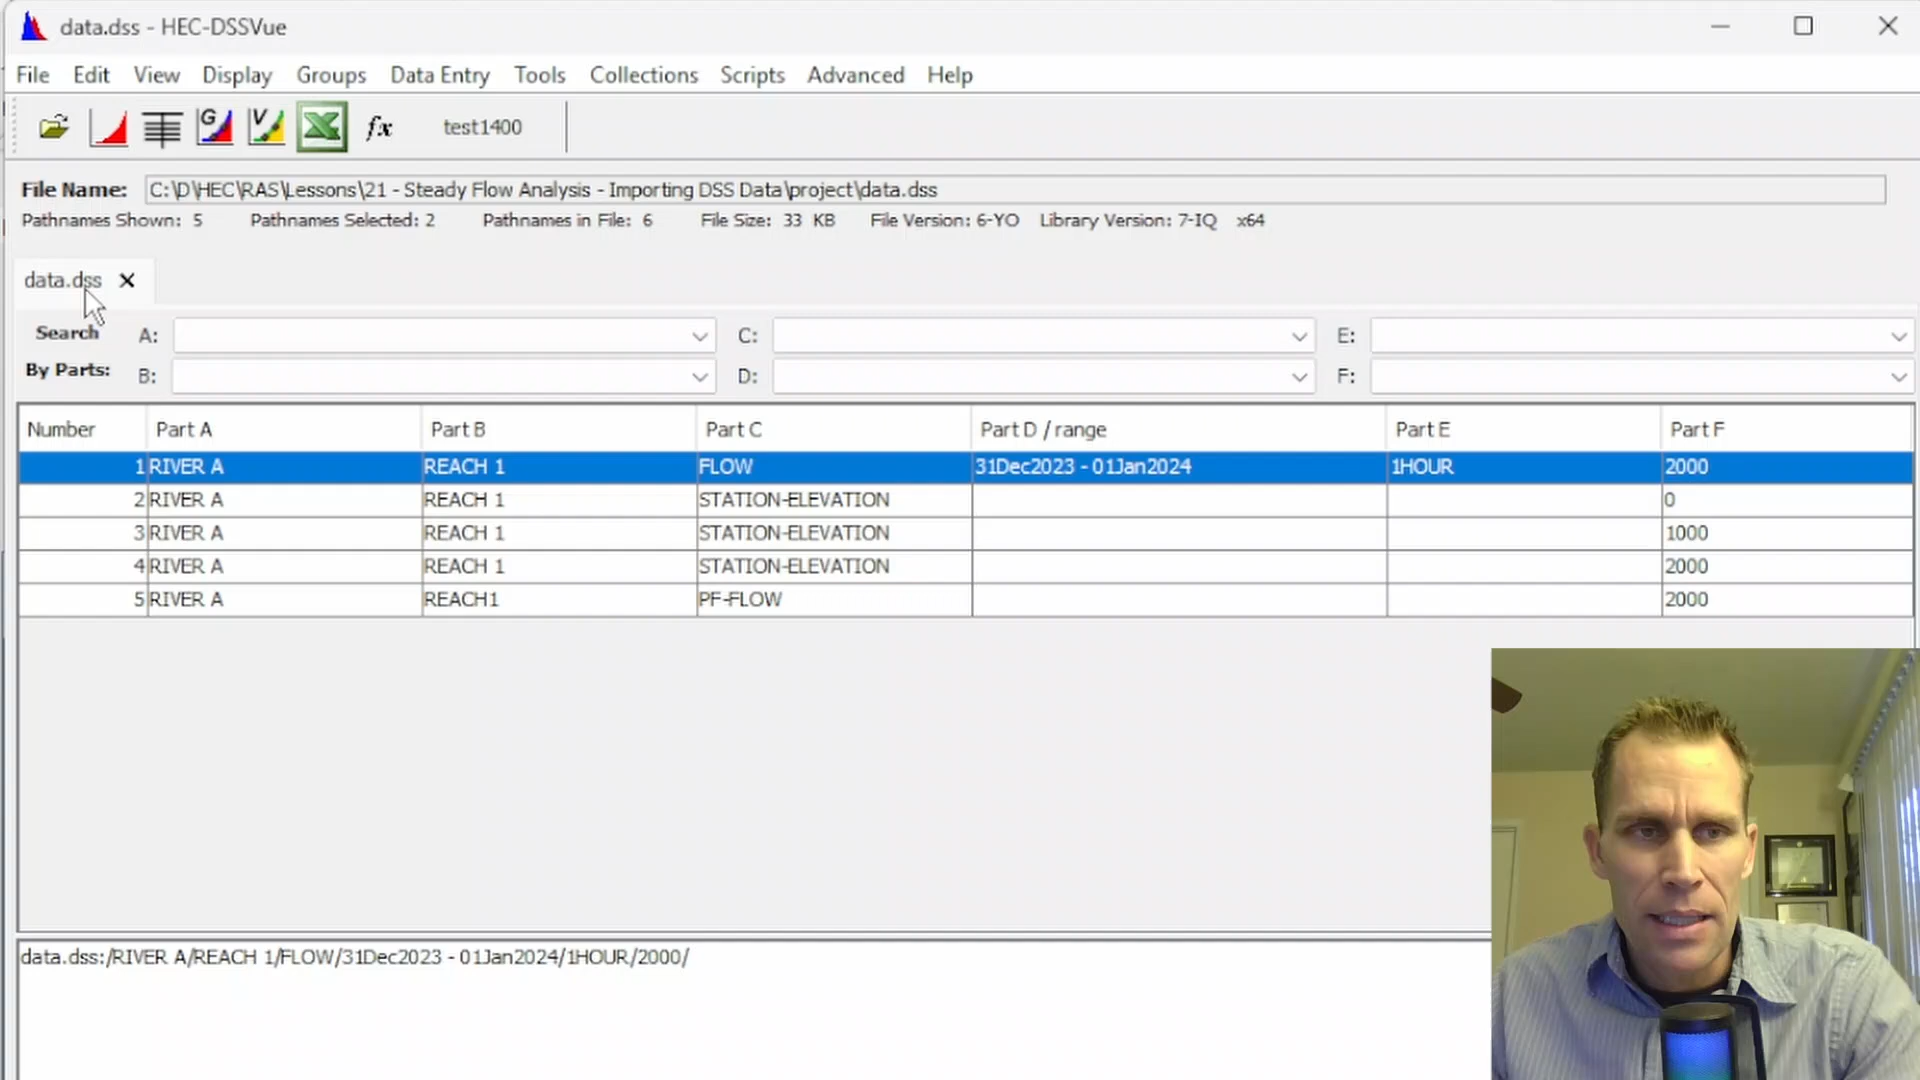 data.dss - HEC-DSSVue
File Edit View Display Groups Data Entry Tools Collections Scripts Advanced Help
G V fx test1400
File Name: C:\D\HEC\RAS\Lessons\21 - Steady Flow Analysis - Importing DSS Data\project\data.dss
Pathnames Shown: 5 Pathnames Selected: 2 Pathnames in File: 6 File Size: 33 KB File Version: 6-YO Library Version: 7-IQ x64
data.dss
Search A: C: E:
By Parts: B: D: F:
Number Part A Part B Part C Part D / range Part E Part F
1 RIVER A REACH 1 FLOW 31Dec2023 - 01Jan2024 1HOUR 2000
2 RIVER A REACH 1 STATION-ELEVATION 0
3 RIVER A REACH 1 STATION-ELEVATION 1000
4 RIVER A REACH 1 STATION-ELEVATION 2000
5 RIVER A REACH1 PF-FLOW 2000
data.dss:/RIVER A/REACH 1/FLOW/31Dec2023 - 01Jan2024/1HOUR/2000/